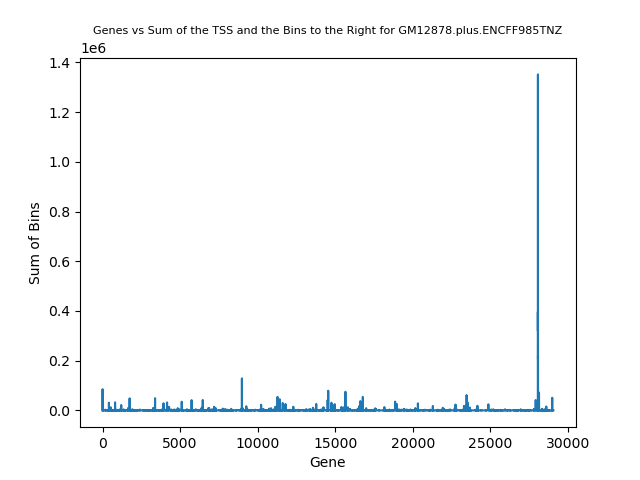 Genes vs Sum of the TSS and the Bins to the Right for GM12878.plus.ENCFF985TNZ
1e6
1.4
1.2
1.0
0.8
0.6
0.4
0.2
0.0
Sum of Bins
0 5000 10000 15000 20000 25000 30000
Gene